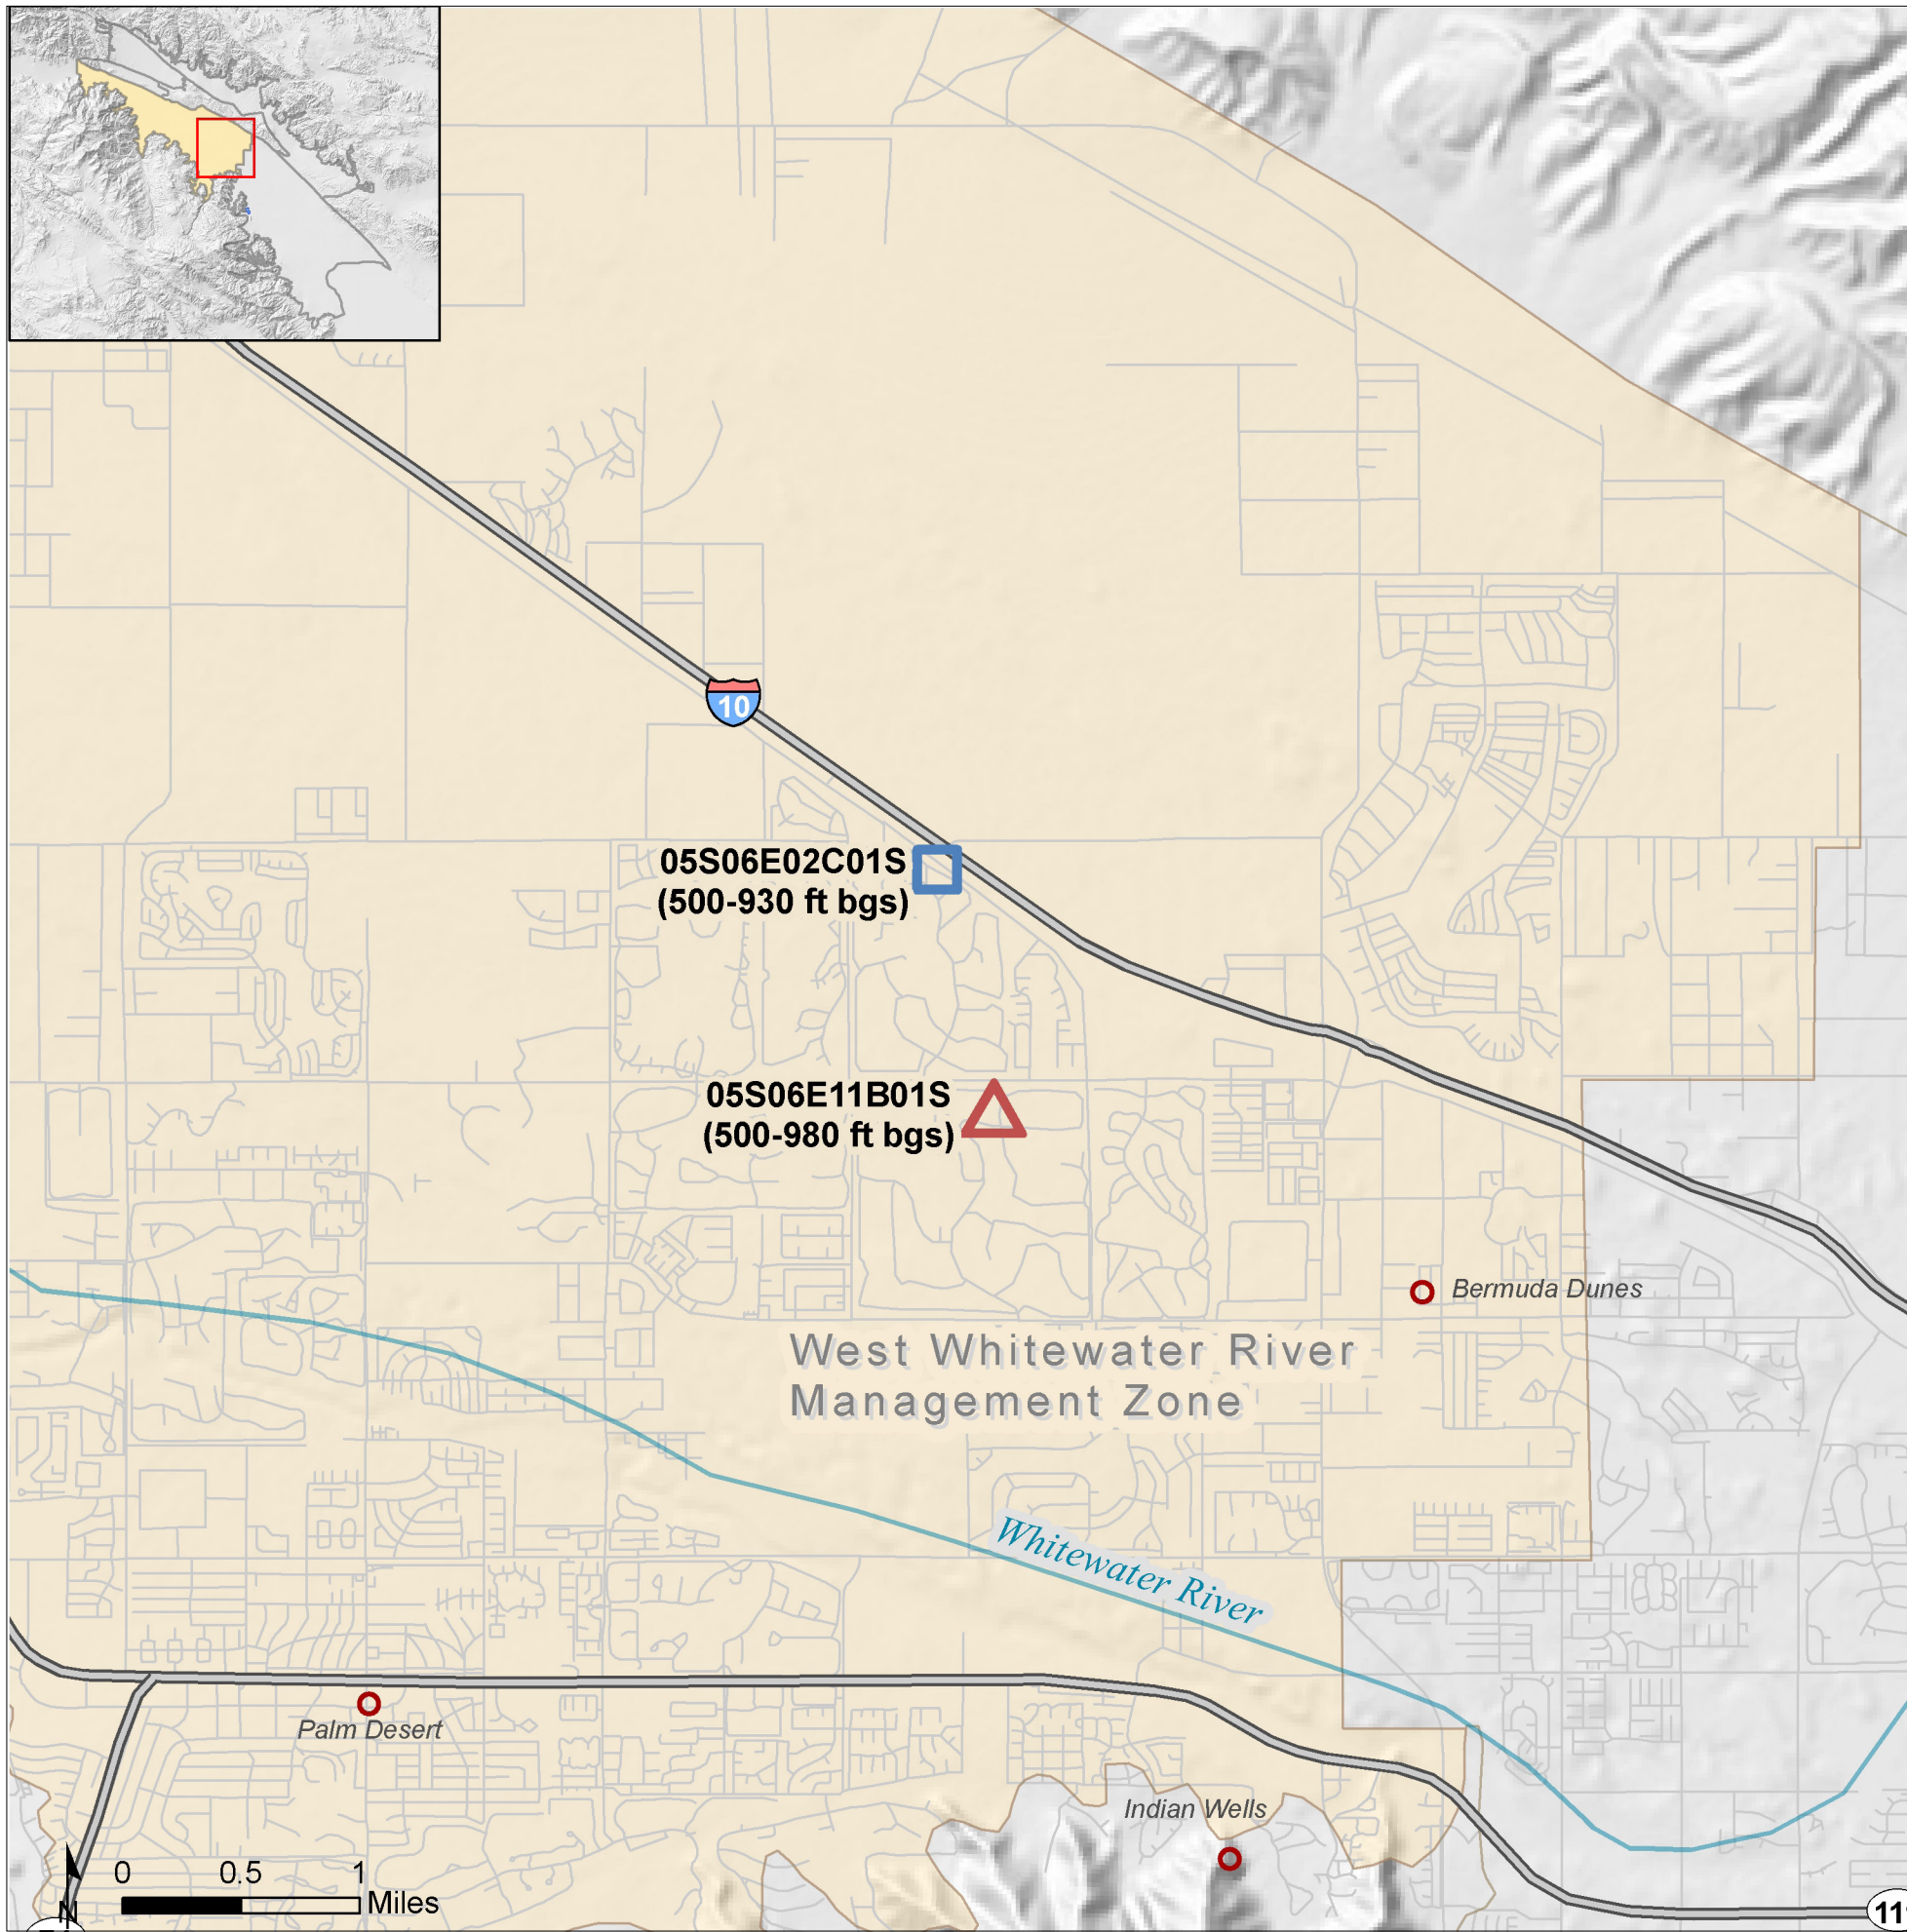 10
05S06E02C01S
(500-930 ft bgs)
05S06E11B01S
(500-980 ft bgs)
Bermuda Dunes
West Whitewater River
Management Zone
Whitewater River
Palm Desert
Indian Wells
0 0.5 1
Miles
N